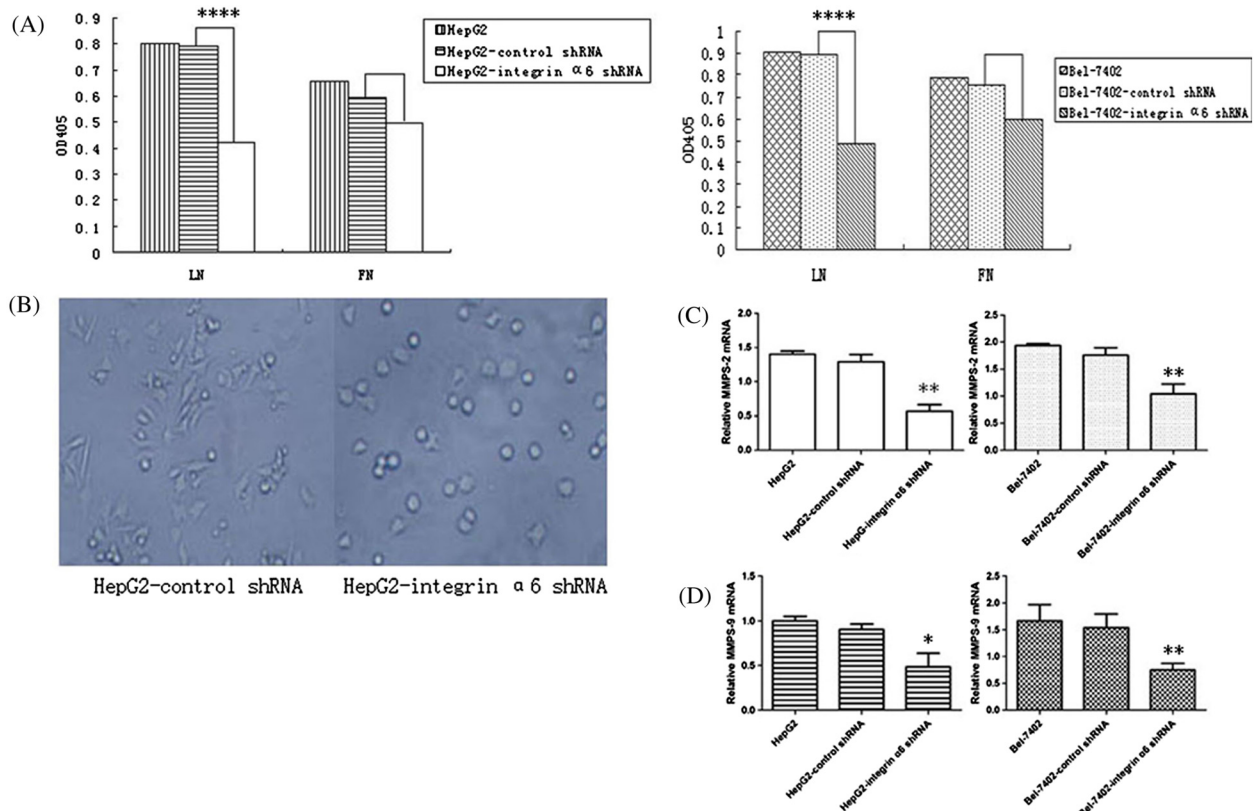 (A)
0.9
0.8
0.7
0.6
0.5
0.4
0.3
0.2
0.1
0
OD405
****
LN
FN
HepG2
HepG2-control shRNA
HepG2-integrin α6 shRNA
1
0.9
0.8
0.7
0.6
0.5
0.4
0.3
0.2
0.1
0
OD405
****
LN
FN
Bel-7402
Bel-7402-control shRNA
Bel-7402-integrin α6 shRNA
(B)
HepG2-control shRNA
HepG2-integrin α6 shRNA
(C)
Relative MMPS-2 mRNA
2.0
1.5
1.0
0.5
0.0
**
HepG2
HepG2-control shRNA
HepG-integrin α6 shRNA
Relative MMPS-2 mRNA
2.5
2.0
1.5
1.0
0.5
0.0
**
Bel-7402
Bel-7402-control shRNA
Bel-7402-integrin α6 shRNA
(D)
Relative MMPS-9 mRNA
1.5
1.0
0.5
0.0
*
HepG2
HepG2-control shRNA
HepG2-integrin α6 shRNA
Relative MMPS-9 mRNA
2.5
2.0
1.5
1.0
0.5
0.0
**
Bel-7402
Bel-7402-control shRNA
Bel-7402-integrin α6 shRNA